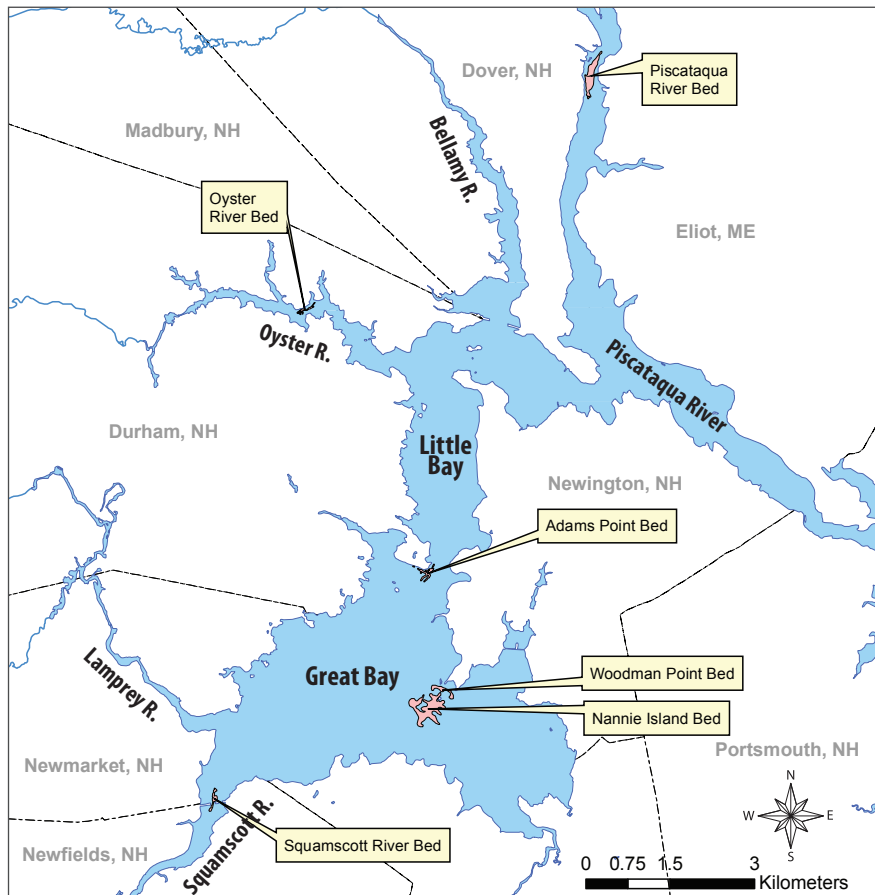 Dover, NH
Piscataqua
River Bed
Madbury, NH
Bellamy R.
Oyster
River Bed
Eliot, ME
Oyster R.
Piscataqua River
Durham, NH
Little
Bay
Newington, NH
Adams Point Bed
Lamprey R.
Great Bay
Woodman Point Bed
Nannie Island Bed
Newmarket, NH
Portsmouth, NH
N
W
E
S
Squamscott R.
Squamscott River Bed
Newfields, NH
0 0.75 1.5 3
Kilometers